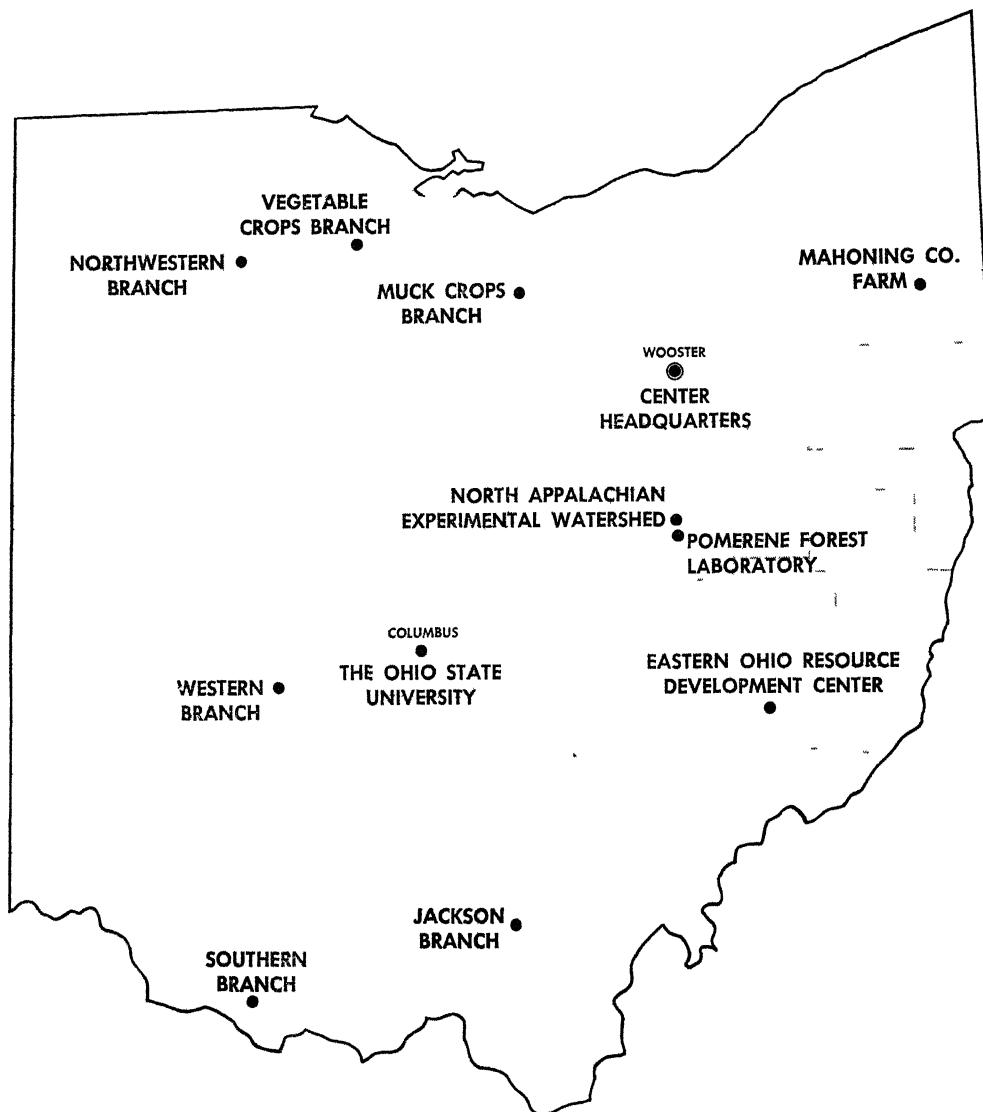 VEGETABLE
CROPS BRANCH
NORTHWESTERN
BRANCH
MUCK CROPS
BRANCH
MAHONING CO.
FARM
WOOSTER
CENTER
HEADQUARTERS
NORTH APPALACHIAN
EXPERIMENTAL WATERSHED
POMERENE FOREST
LABORATORY
COLUMBUS
THE OHIO STATE
UNIVERSITY
WESTERN
BRANCH
EASTERN OHIO RESOURCE
DEVELOPMENT CENTER
JACKSON
BRANCH
SOUTHERN
BRANCH